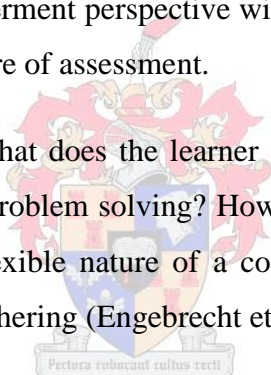 erment perspective wi
re of assessment.
hat does the learner
roblem solving? How
exible nature of a co
hering (Engebrecht et
Pectora roborant cultus recti